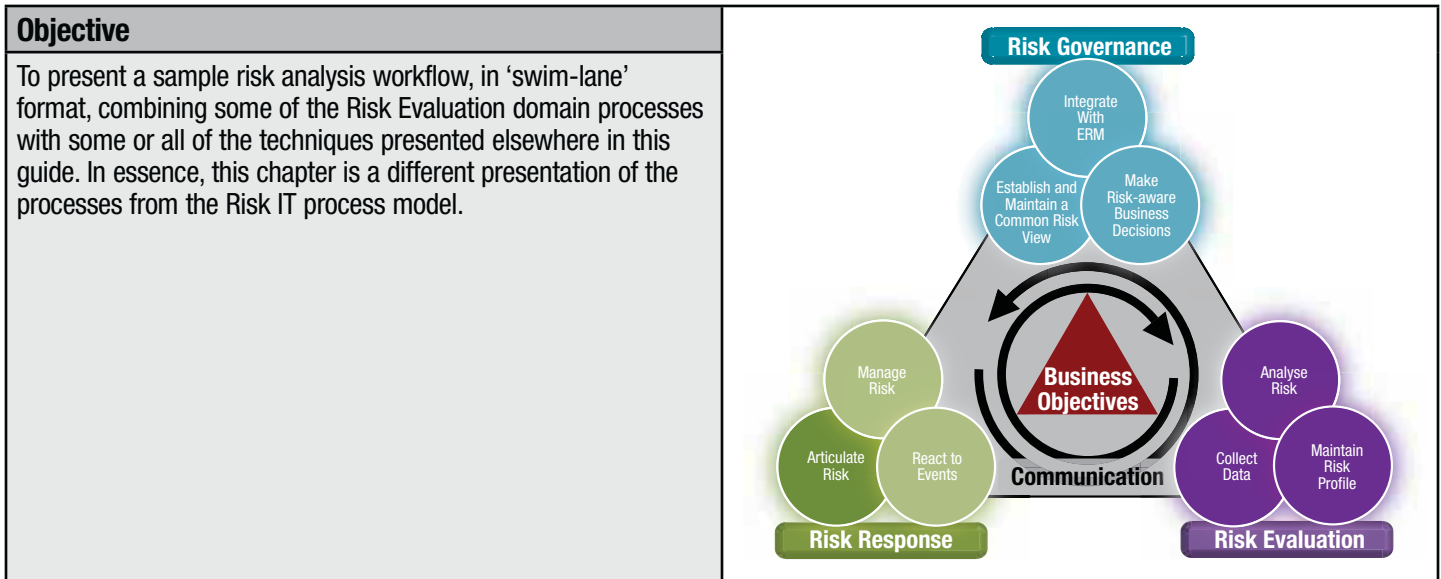 Objective
To present a sample risk analysis workflow, in ‘swim-lane’
format, combining some of the Risk Evaluation domain processes
with some or all of the techniques presented elsewhere in this
guide. In essence, this chapter is a different presentation of the
processes from the Risk IT process model.
Risk Governance
Integrate
With
ERM
Establish and
Maintain a
Common Risk
View
Make
Risk-aware
Business
Decisions
Manage
Risk
Articulate
Risk
React to
Events
Risk Response
Business
Objectives
Communication
Analyse
Risk
Collect
Data
Maintain
Risk
Profile
Risk Evaluation